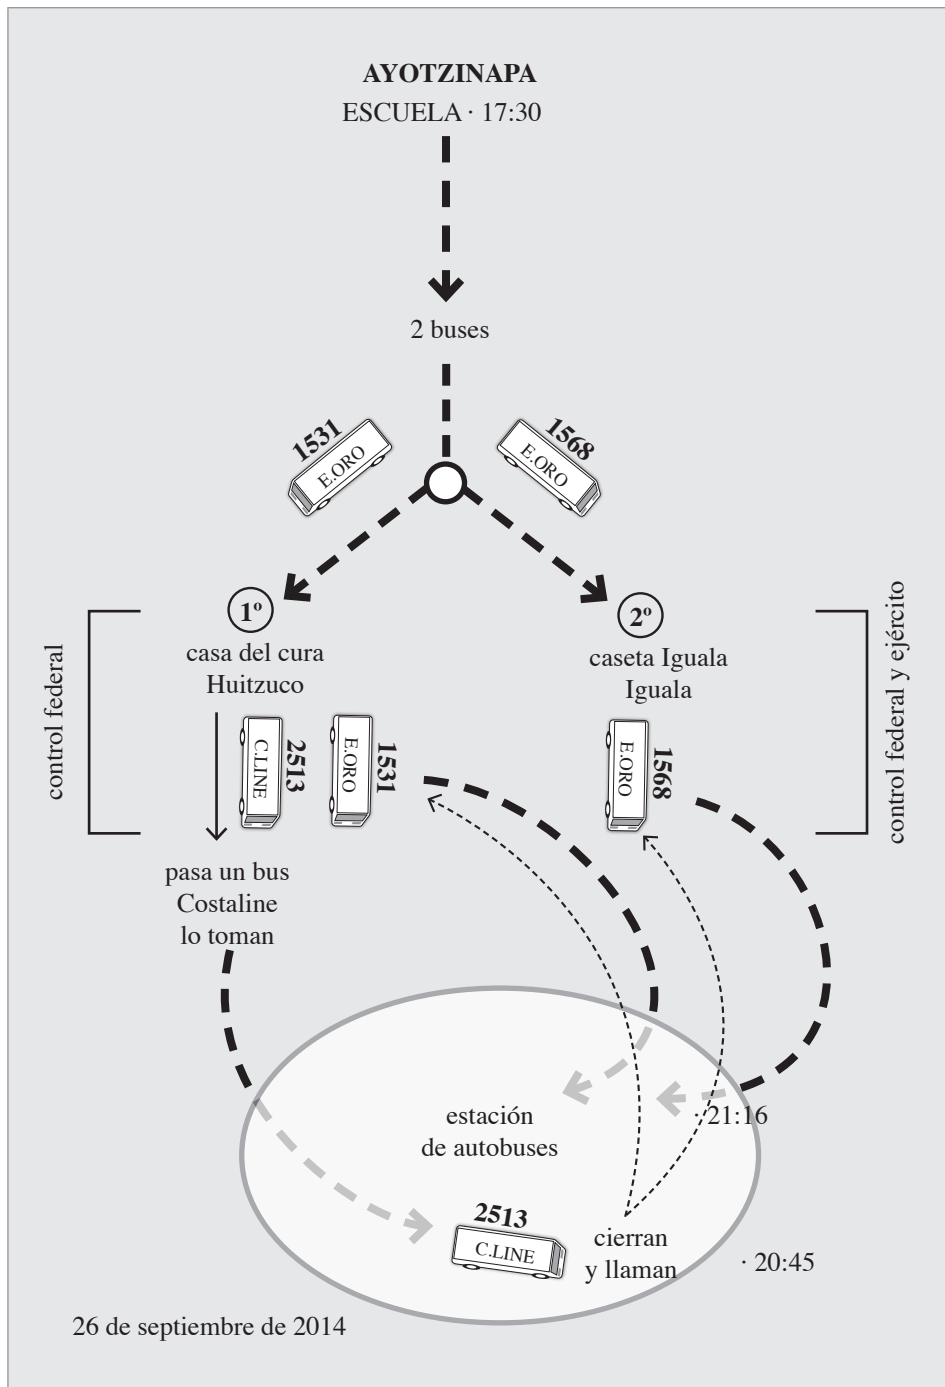 AYOTZINAPA
ESCUELA · 17:30
2 buses
1531
E.ORO
1568
E.ORO
1º
casa del cura
Huitzuco
2º
caseta Iguala
Iguala
control federal
control federal y ejército
C.LINE
2513
E.ORO
1531
E.ORO
1568
pasa un bus
Costaline
lo toman
estación
de autobuses
· 21:16
2513
C.LINE
cierran
y llaman
· 20:45
26 de septiembre de 2014